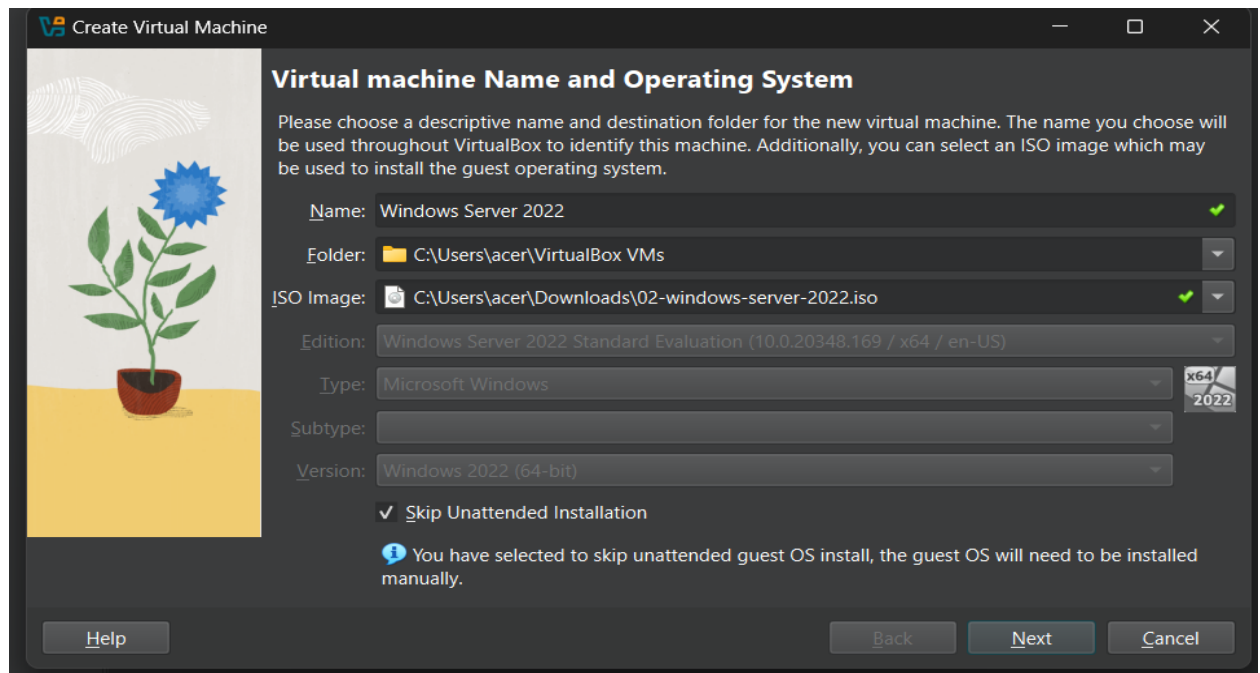 Create Virtual Machine
Virtual machine Name and Operating System
Please choose a descriptive name and destination folder for the new virtual machine. The name you choose will
be used throughout VirtualBox to identify this machine. Additionally, you can select an ISO image which may
be used to install the guest operating system.
Name: Windows Server 2022
Folder: C:\Users\acer\VirtualBox VMs
ISO Image: C:\Users\acer\Downloads\02-windows-server-2022.iso
Edition: Windows Server 2022 Standard Evaluation (10.0.20348.169 / x64 / en-US)
Type: Microsoft Windows
x64
2022
Subtype:
Version: Windows 2022 (64-bit)
Skip Unattended Installation
You have selected to skip unattended guest OS install, the guest OS will need to be installed
manually.
Help Back Next Cancel